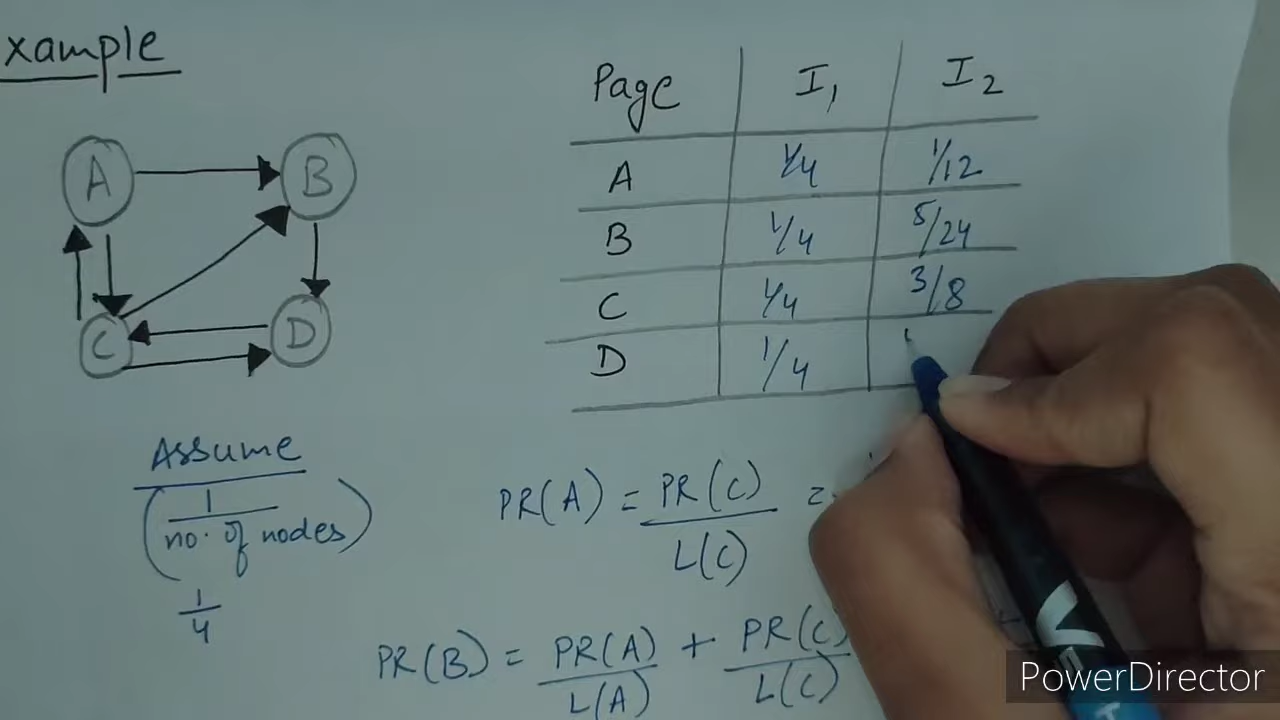 xample
Page I1 I2
A 1/4 1/12
B 1/4 5/24
C 1/4 3/8
D 1/4
A B
C D
Assume
(1/no. of nodes)
1/4
PR(A) = PR(C)/L(C) =
PR(B) = PR(A)/L(A) + PR(C)/L(C)
PowerDirector